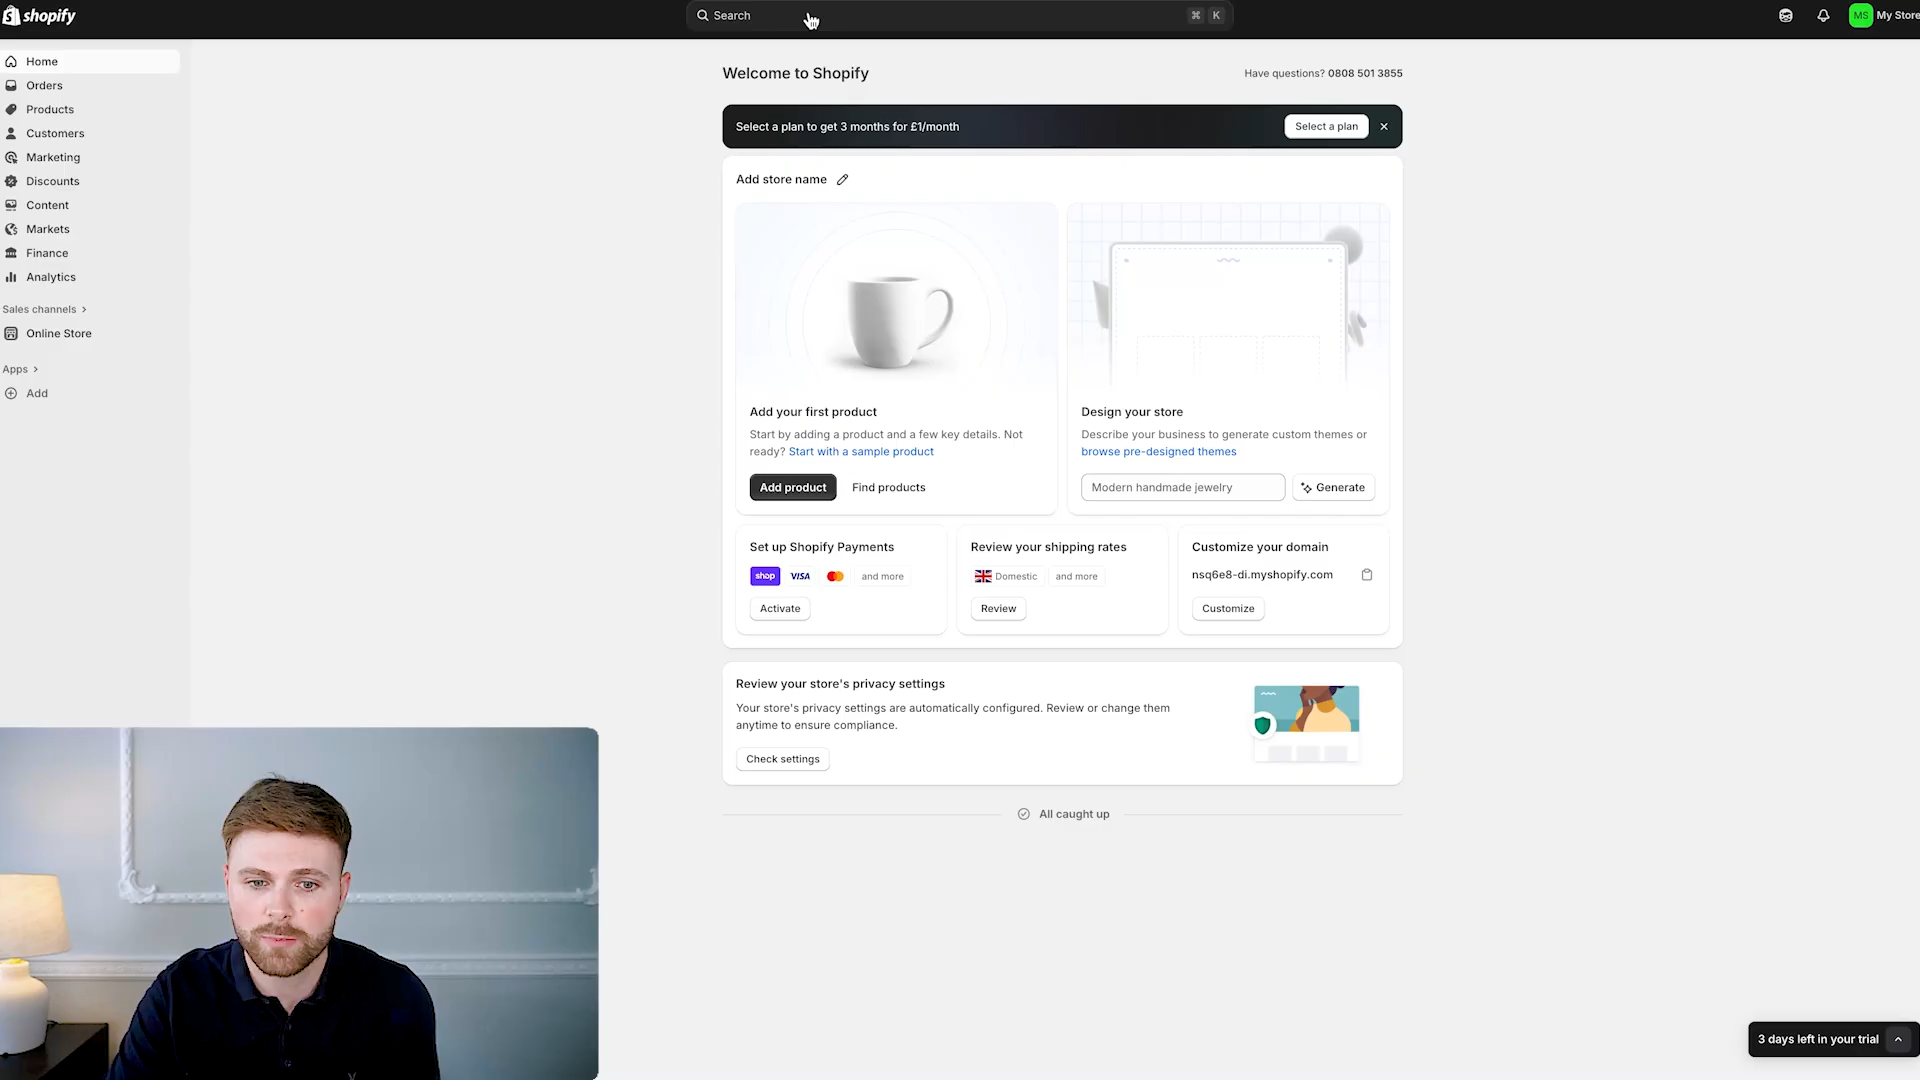 shopify
Search
⌘ K
MS My Store
Home
Orders
Products
Customers
Marketing
Discounts
Content
Markets
Finance
Analytics
Sales channels
Online Store
Apps
Add
Welcome to Shopify
Have questions? 0808 501 3855
Select a plan to get 3 months for £1/month
Select a plan
Add store name
Add your first product
Start by adding a product and a few key details. Not
ready? Start with a sample product
Add product
Find products
Design your store
Describe your business to generate custom themes or
browse pre-designed themes
Modern handmade jewelry
Generate
Set up Shopify Payments
shop VISA and more
Activate
Review your shipping rates
Domestic and more
Review
Customize your domain
nsq6e8-di.myshopify.com
Customize
Review your store's privacy settings
Your store's privacy settings are automatically configured. Review or change them
anytime to ensure compliance.
Check settings
All caught up
3 days left in your trial